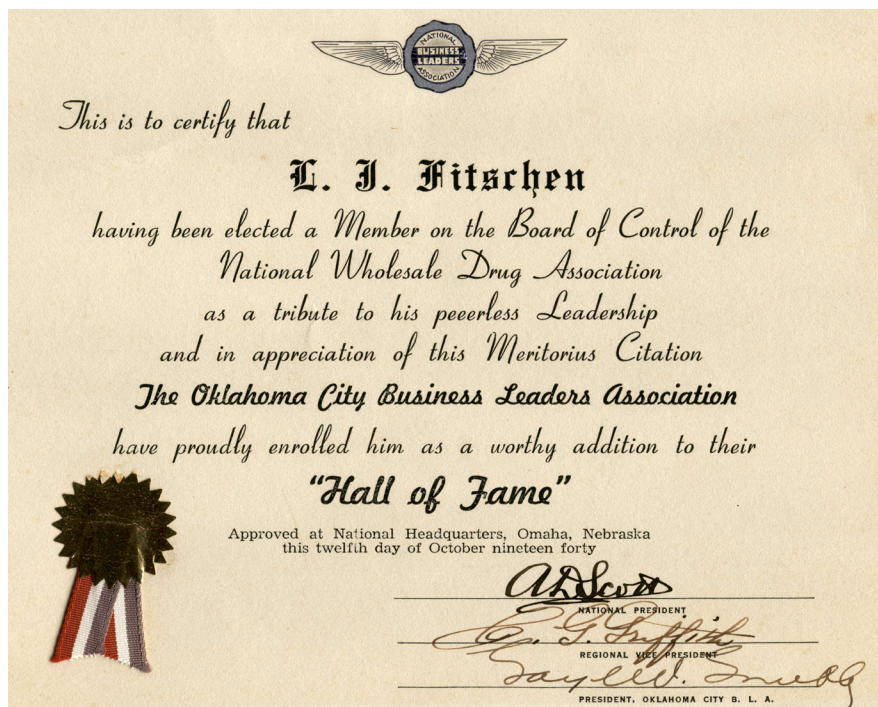 NATIONAL
BUSINESS
LEADERS
ASSOCIATION
This is to certify that
L. J. Fitschen
having been elected a Member on the Board of Control of the
National Wholesale Drug Association
as a tribute to his peeerless Leadership
and in appreciation of this Meritorius Citation
The Oklahoma City Business Leaders Association
have proudly enrolled him as a worthy addition to their
"Hall of Fame"
Approved at National Headquarters, Omaha, Nebraska
this twelfth day of October nineteen forty
A D Scott
NATIONAL PRESIDENT
C. G. Griffith
REGIONAL VICE PRESIDENT
Gayle W.
PRESIDENT, OKLAHOMA CITY B. L. A.